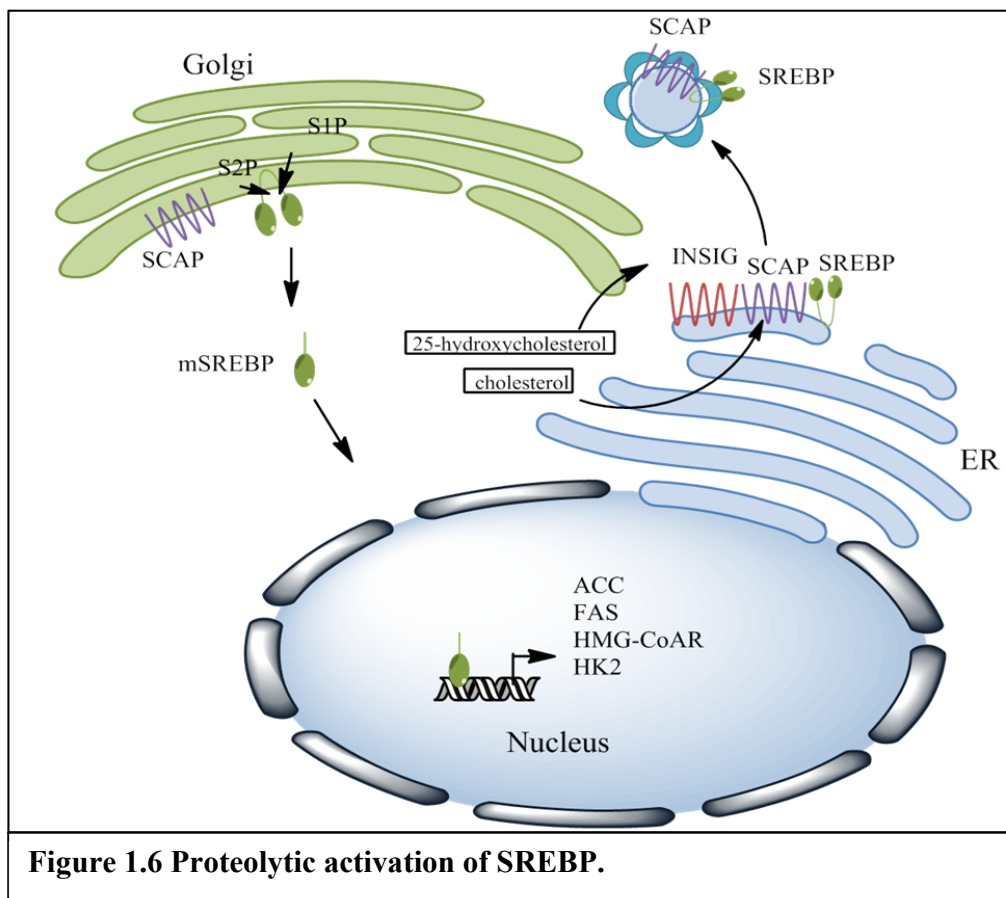 SCAP
Golgi
SREBP
S1P
S2P
SCAP
INSIG
SCAP
SREBP
25-hydroxycholesterol
mSREBP
cholesterol
ER
ACC
FAS
HMG-CoAR
HK2
Nucleus
Figure 1.6 Proteolytic activation of SREBP.